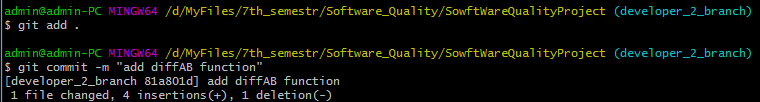 admin@admin-PC MINGW64 /d/MyFiles/7th_semestr/Software_Quality/SowftWareQualityProject (developer_2_branch)
$ git add .
admin@admin-PC MINGW64 /d/MyFiles/7th_semestr/Software_Quality/SowftWareQualityProject (developer_2_branch)
$ git commit -m "add diffAB function"
[developer_2_branch 81a801d] add diffAB function
1 file changed, 4 insertions(+), 1 deletion(-)